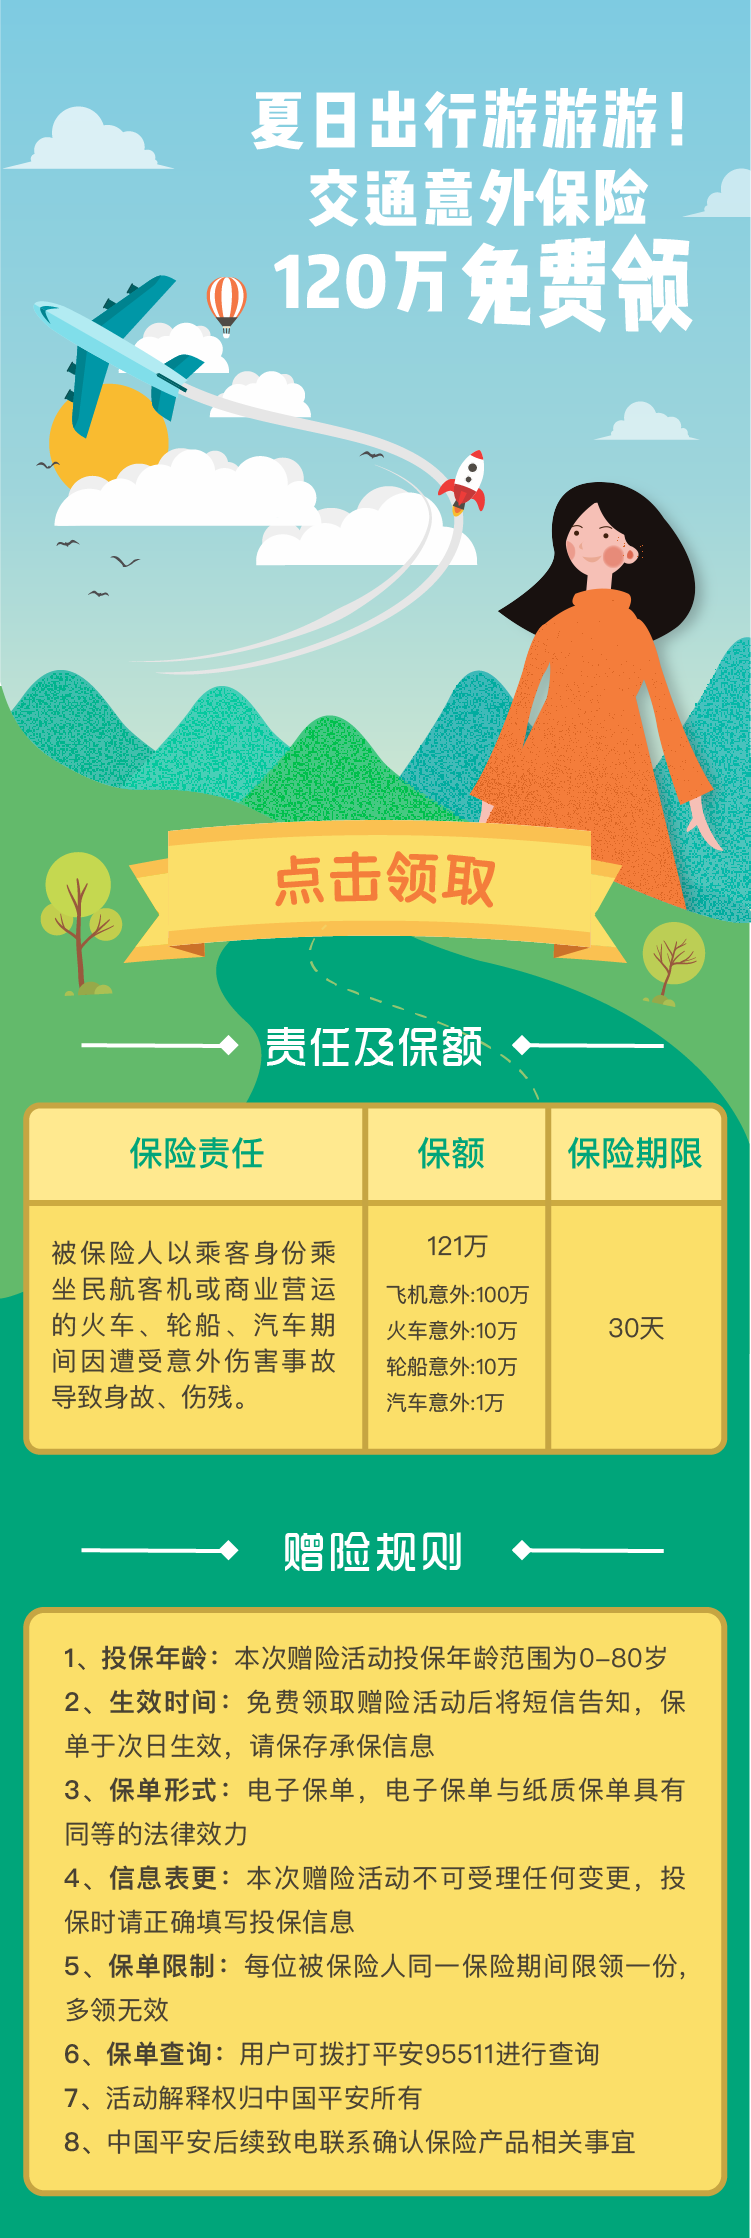 夏日出行游游游！
交通意外保险
120万免费领
点击领取
责任及保额
保险责任
保额
保险期限
被保险人以乘客身份乘
坐民航客机或商业营运
的火车、轮船、汽车期
间因遭受意外伤害事故
导致身故、伤残。
121万
飞机意外:100万
火车意外:10万
轮船意外:10万
汽车意外:1万
30天
赠险规则
1、投保年龄：本次赠险活动投保年龄范围为0-80岁
2、生效时间：免费领取赠险活动后将短信告知，保
单于次日生效，请保存承保信息
3、保单形式：电子保单，电子保单与纸质保单具有
同等的法律效力
4、信息表更：本次赠险活动不可受理任何变更，投
保时请正确填写投保信息
5、保单限制：每位被保险人同一保险期间限领一份，
多领无效
6、保单查询：用户可拨打平安95511进行查询
7、活动解释权归中国平安所有
8、中国平安后续致电联系确认保险产品相关事宜